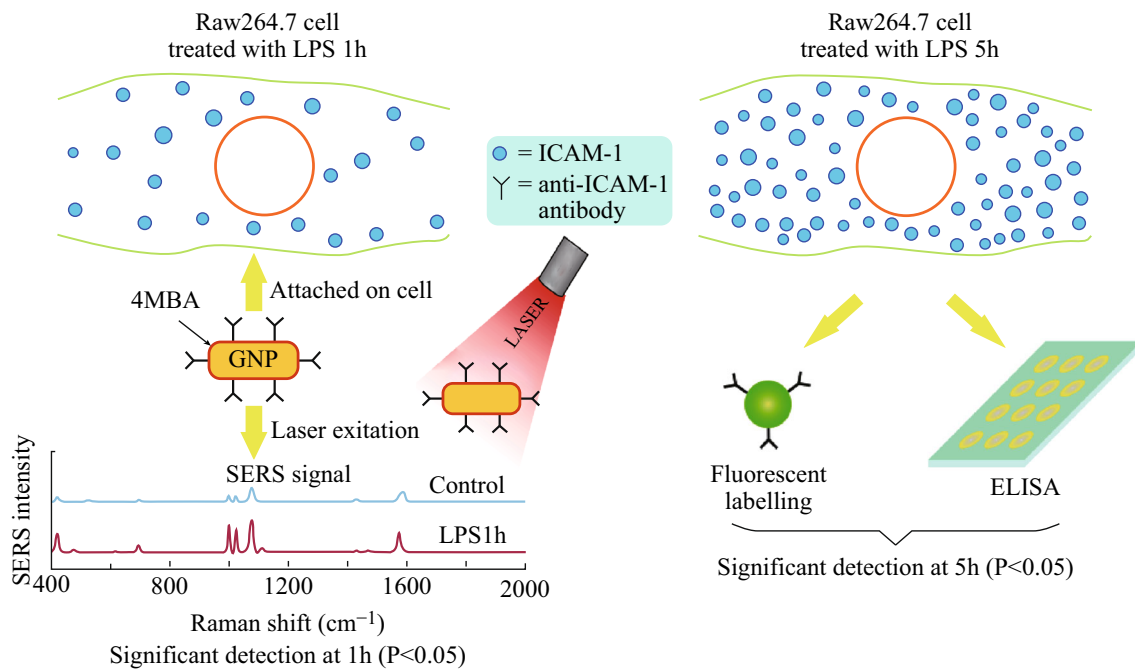 Raw264.7 cell
treated with LPS 1h
Raw264.7 cell
treated with LPS 5h
= ICAM-1
= anti-ICAM-1
antibody
Attached on cell
4MBA
GNP
LASER
Laser exitation
SERS signal
Control
LPS1h
SERS intensity
400 800 1200 1600 2000
Raman shift (cm⁻¹)
Significant detection at 1h (P<0.05)
Fluorescent
labelling
ELISA
Significant detection at 5h (P<0.05)